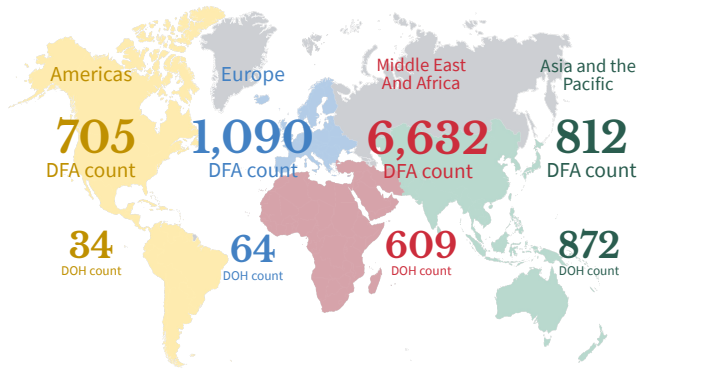 Americas
705
DFA count
34
DOH count
Europe
1,090
DFA count
64
DOH count
Middle East
And Africa
6,632
DFA count
609
DOH count
Asia and the
Pacific
812
DFA count
872
DOH count